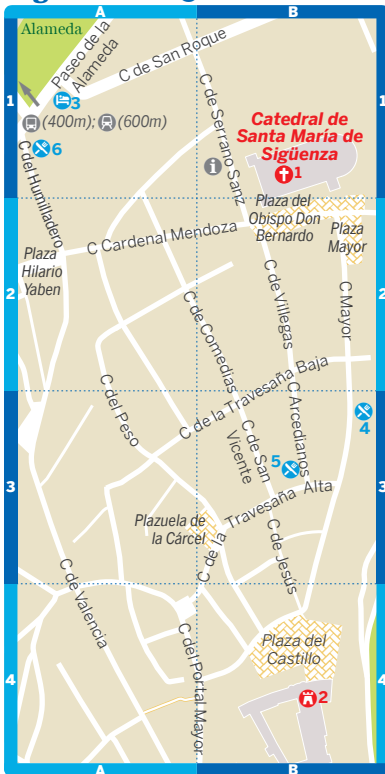 A
B
Alameda
Paseo de la
Alameda
C de San Roque
3
1
1
(400m); (600m)
6
C del Humilladero
C de Serrano Sanz
Catedral de
Santa María de
Sigüenza
1
Plaza del
Obispo Don
Bernardo
Plaza
Mayor
C Cardenal Mendoza
Plaza
Hilario
Yaben
2
2
C de Comedias
C de Villegas
C Mayor
C del Peso
C de la Travesaña Baja
C Arcedianos
4
C de San
Vicente
5
3
3
Plazuela de
la Cárcel
C de la Travesaña Alta
C de Jesús
C de Valencia
C del Portal Mayor
Plaza del
Castillo
4
4
2
A
B